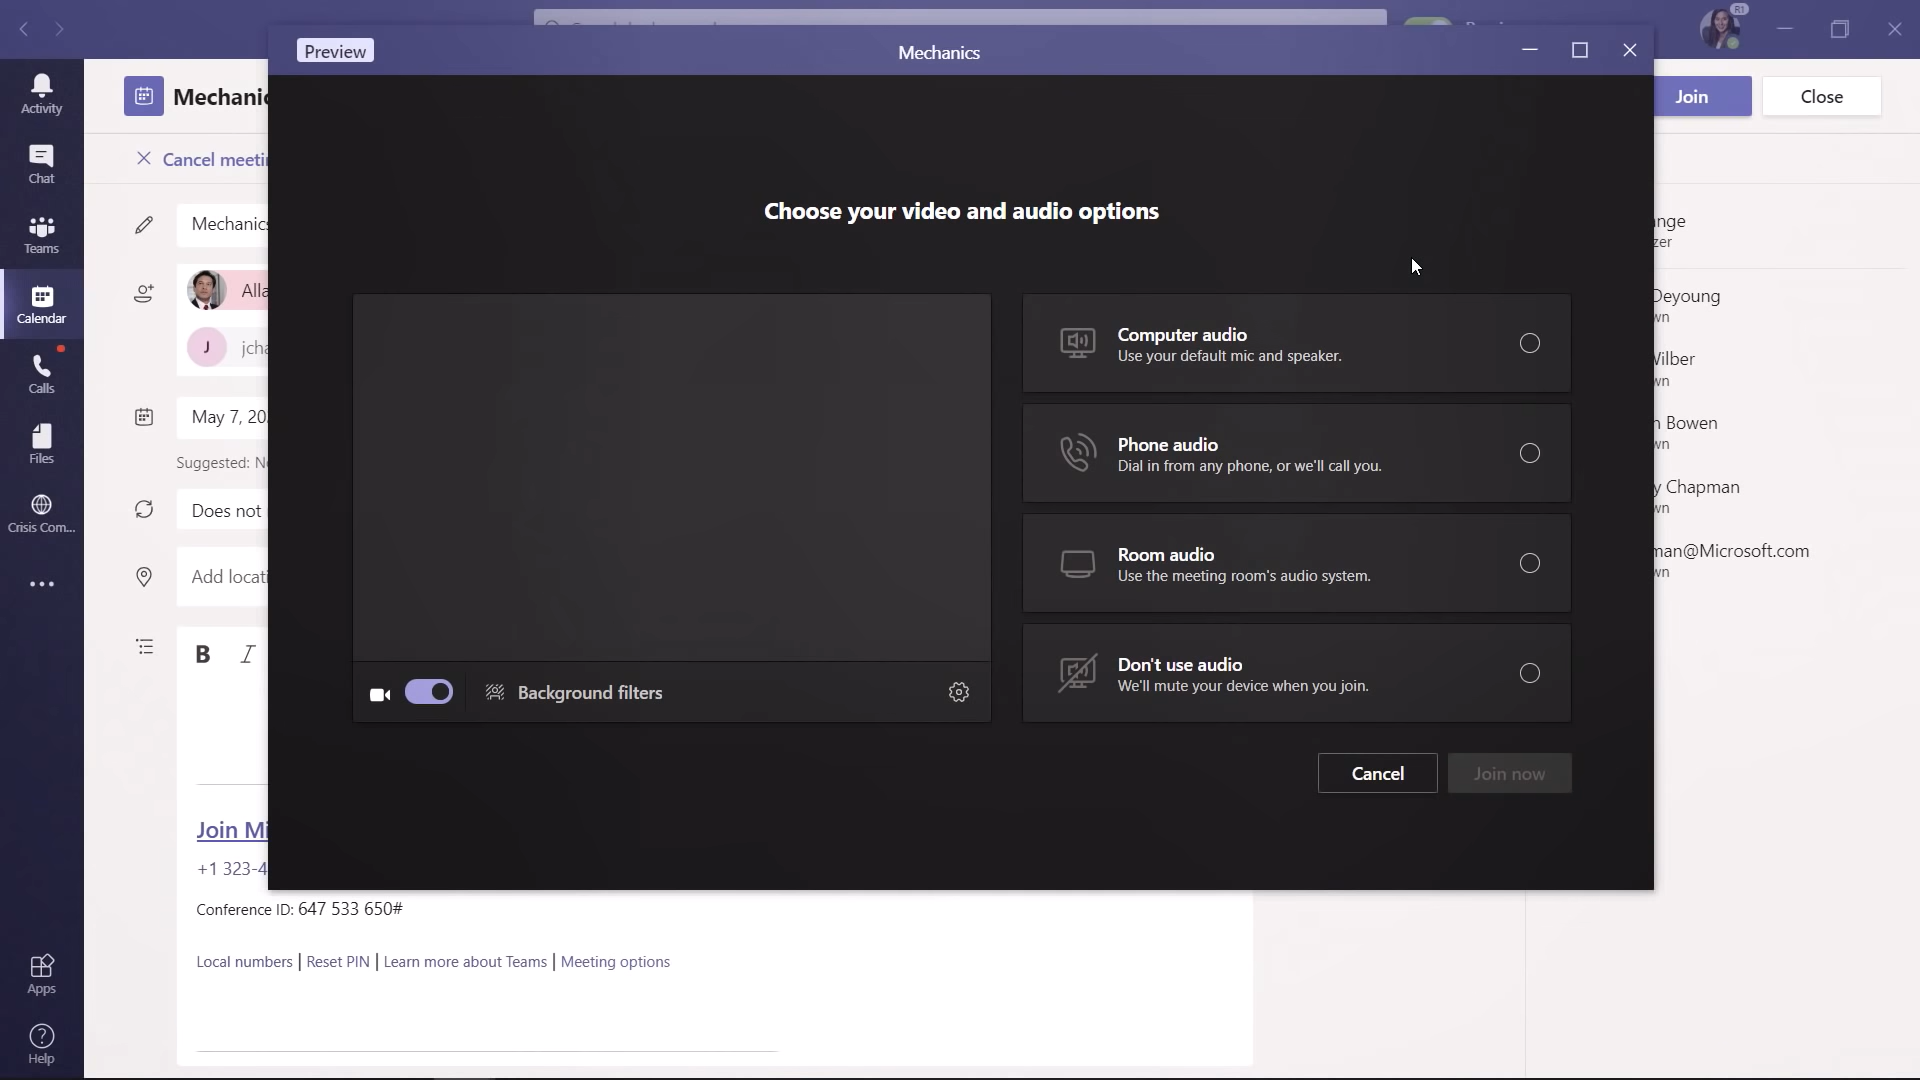 R1
Preview
Mechanics
Activity
Mechanic
Join
Close
Chat
Cancel meeti
Teams
Mechanics
Calendar
Alla
J jcha
Calls
May 7, 20
Suggested: N
Files
Does not
Crisis Com...
Add locati
B I
Join Mi
+1 323-4
Conference ID: 647 533 650#
Local numbers | Reset PIN | Learn more about Teams | Meeting options
Apps
Help
Choose your video and audio options
Background filters
Computer audio
Use your default mic and speaker.
Phone audio
Dial in from any phone, or we'll call you.
Room audio
Use the meeting room's audio system.
Don't use audio
We'll mute your device when you join.
Cancel
Join now
ange
zer
Deyoung
wn
Wilber
wn
n Bowen
wn
y Chapman
wn
man@Microsoft.com
wn